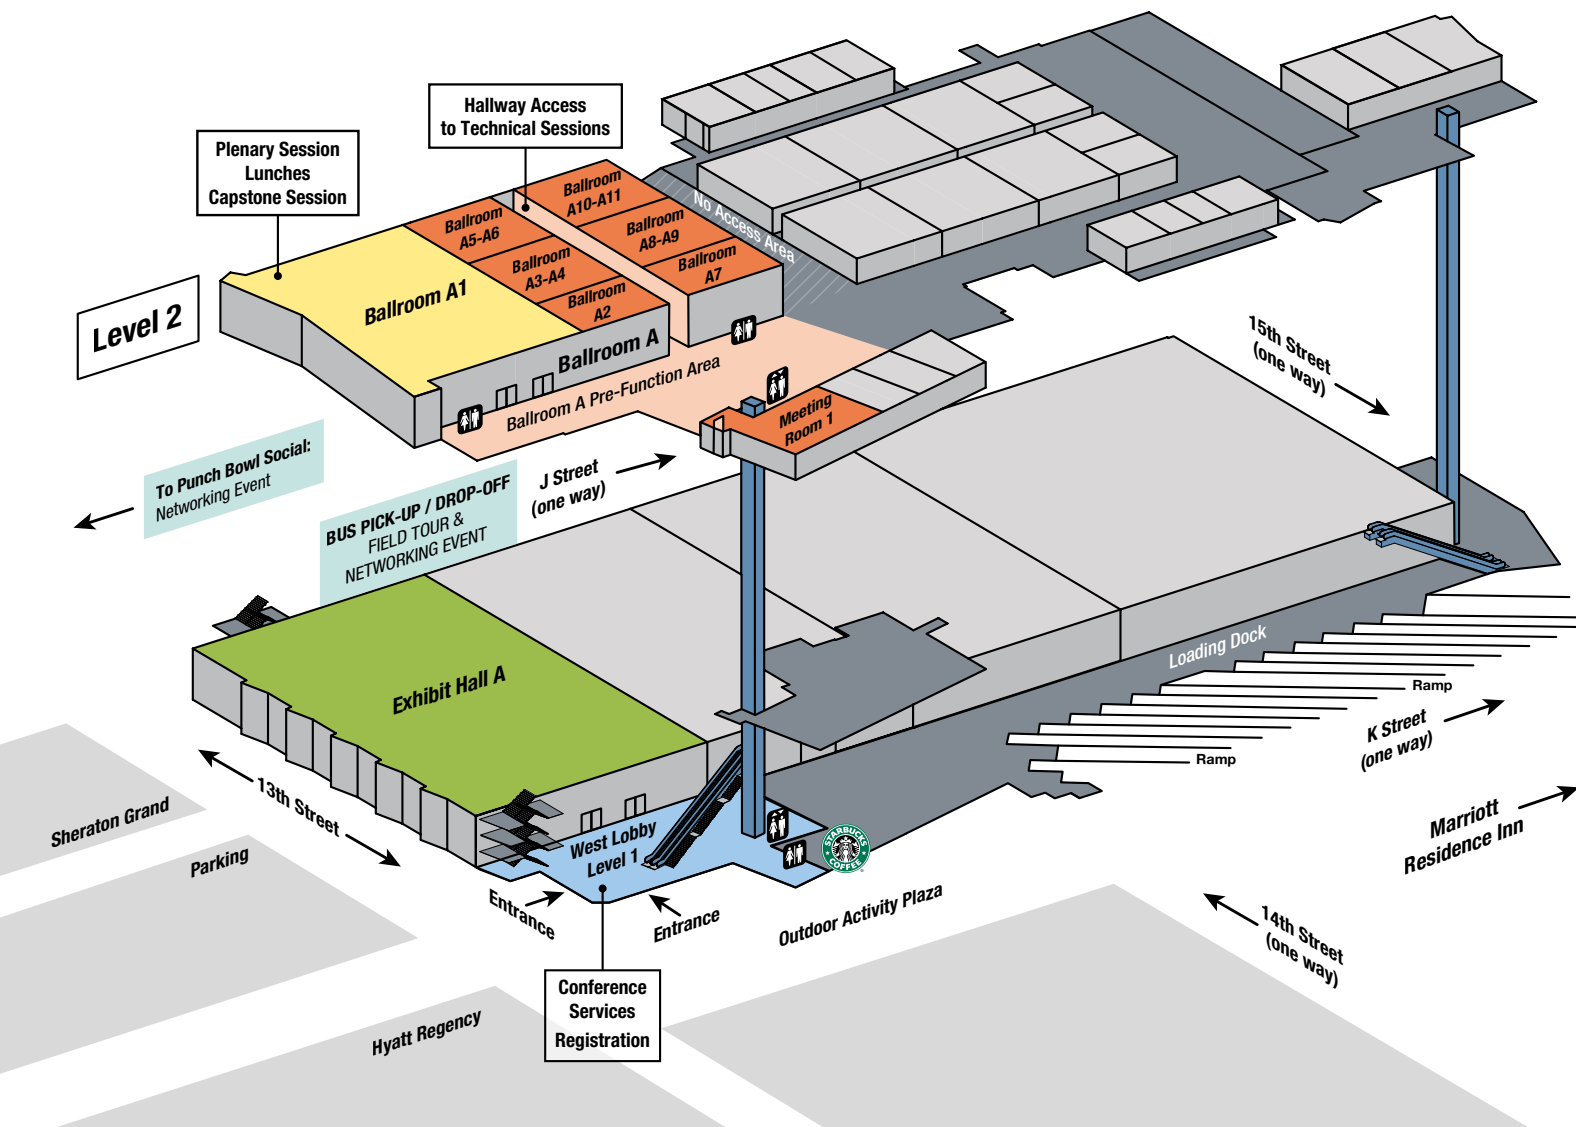 Hallway Access
to Technical Sessions
Plenary Session
Lunches
Capstone Session
Level 2
Ballroom A1
Ballroom
A5-A6
Ballroom
A3-A4
Ballroom
A2
Ballroom
A10-A11
Ballroom
A8-A9
Ballroom
A7
No Access Area
Ballroom A
Ballroom A Pre-Function Area
Meeting
Room 1
15th Street
(one way)
To Punch Bowl Social:
Networking Event
BUS PICK-UP / DROP-OFF
FIELD TOUR &
NETWORKING EVENT
J Street
(one way)
Exhibit Hall A
Loading Dock
Ramp
Ramp
K Street
(one way)
Marriott
Residence Inn
13th Street
Sheraton Grand
Parking
West Lobby
Level 1
STARBUCKS
COFFEE
Entrance
Entrance
Outdoor Activity Plaza
14th Street
(one way)
Conference
Services
Registration
Hyatt Regency